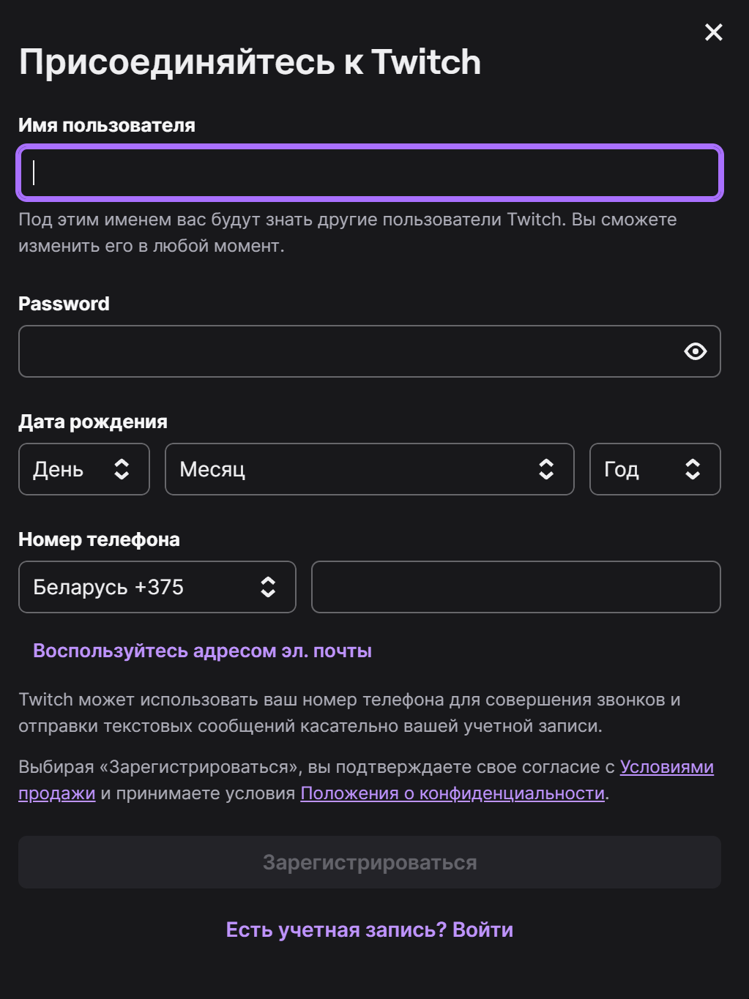 Присоединяйтесь к Twitch
Имя пользователя
Под этим именем вас будут знать другие пользователи Twitch. Вы сможете
изменить его в любой момент.
Password
Дата рождения
День Месяц Год
Номер телефона
Беларусь +375
Воспользуйтесь адресом эл. почты
Twitch может использовать ваш номер телефона для совершения звонков и
отправки текстовых сообщений касательно вашей учетной записи.
Выбирая «Зарегистрироваться», вы подтверждаете свое согласие с Условиями
продажи и принимаете условия Положения о конфиденциальности.
Зарегистрироваться
Есть учетная запись? Войти